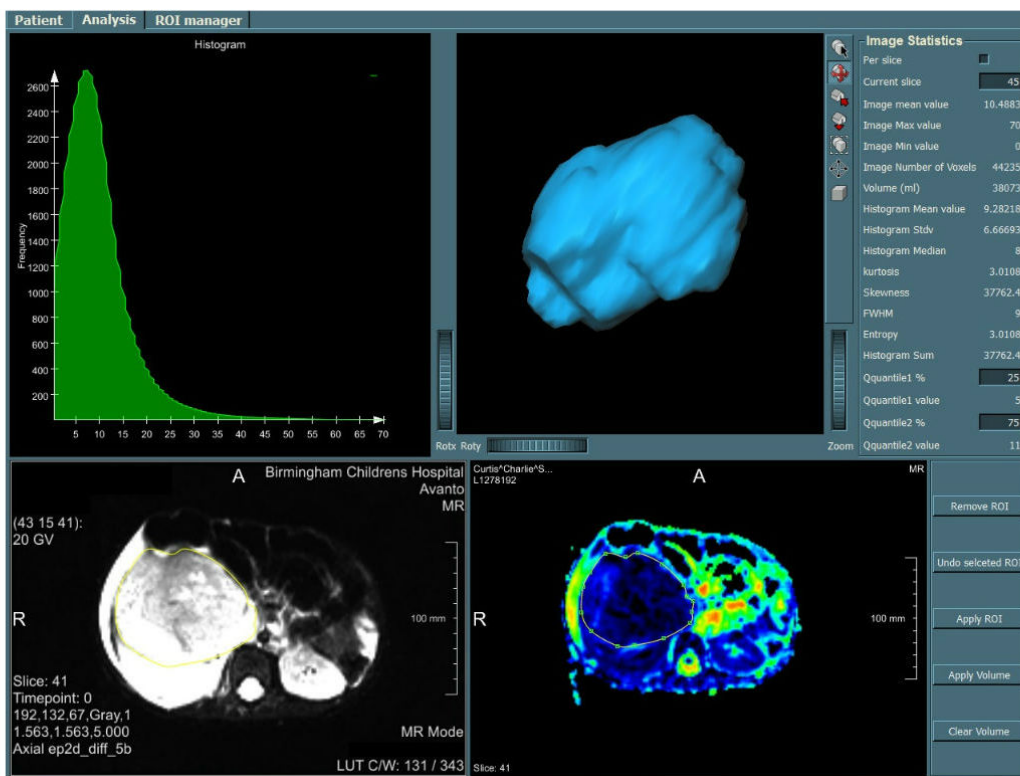 Patient Analysis ROI manager
Histogram
Frequency
2600
2400
2200
2000
1800
1600
1400
1200
1000
800
600
400
200
5 10 15 20 25 30 35 40 45 50 55 60 65 70
Rotx Roty
Zoom
Image Statistics
Per slice
Current slice 45
Image mean value 10.4883
Image Max value 70
Image Min value 0
Image Number of Voxels 44235
Volume (ml) 38073
Histogram Mean value 9.28218
Histogram Stdv 6.66693
Histogram Median 8
kurtosis 3.0108
Skewness 37762.4
FWHM 9
Entropy 3.0108
Histogram Sum 37762.4
Qquantile1 % 25
Qquantile1 value 5
Qquantile2 % 75
Qquantile2 value 11
A
Birmingham Childrens Hospital
Avanto
MR
(43 15 41):
20 GV
R
100 mm
Slice: 41
Timepoint: 0
192,132,67,Gray,1
1.563,1.563,5.000
Axial ep2d_diff_5b
MR Mode
LUT C/W: 131 / 343
Curtis^Charlie^S...
L1278192
A
MR
R
100 mm
Slice: 41
Remove ROI
Undo selceted ROI
Apply ROI
Apply Volume
Clear Volume